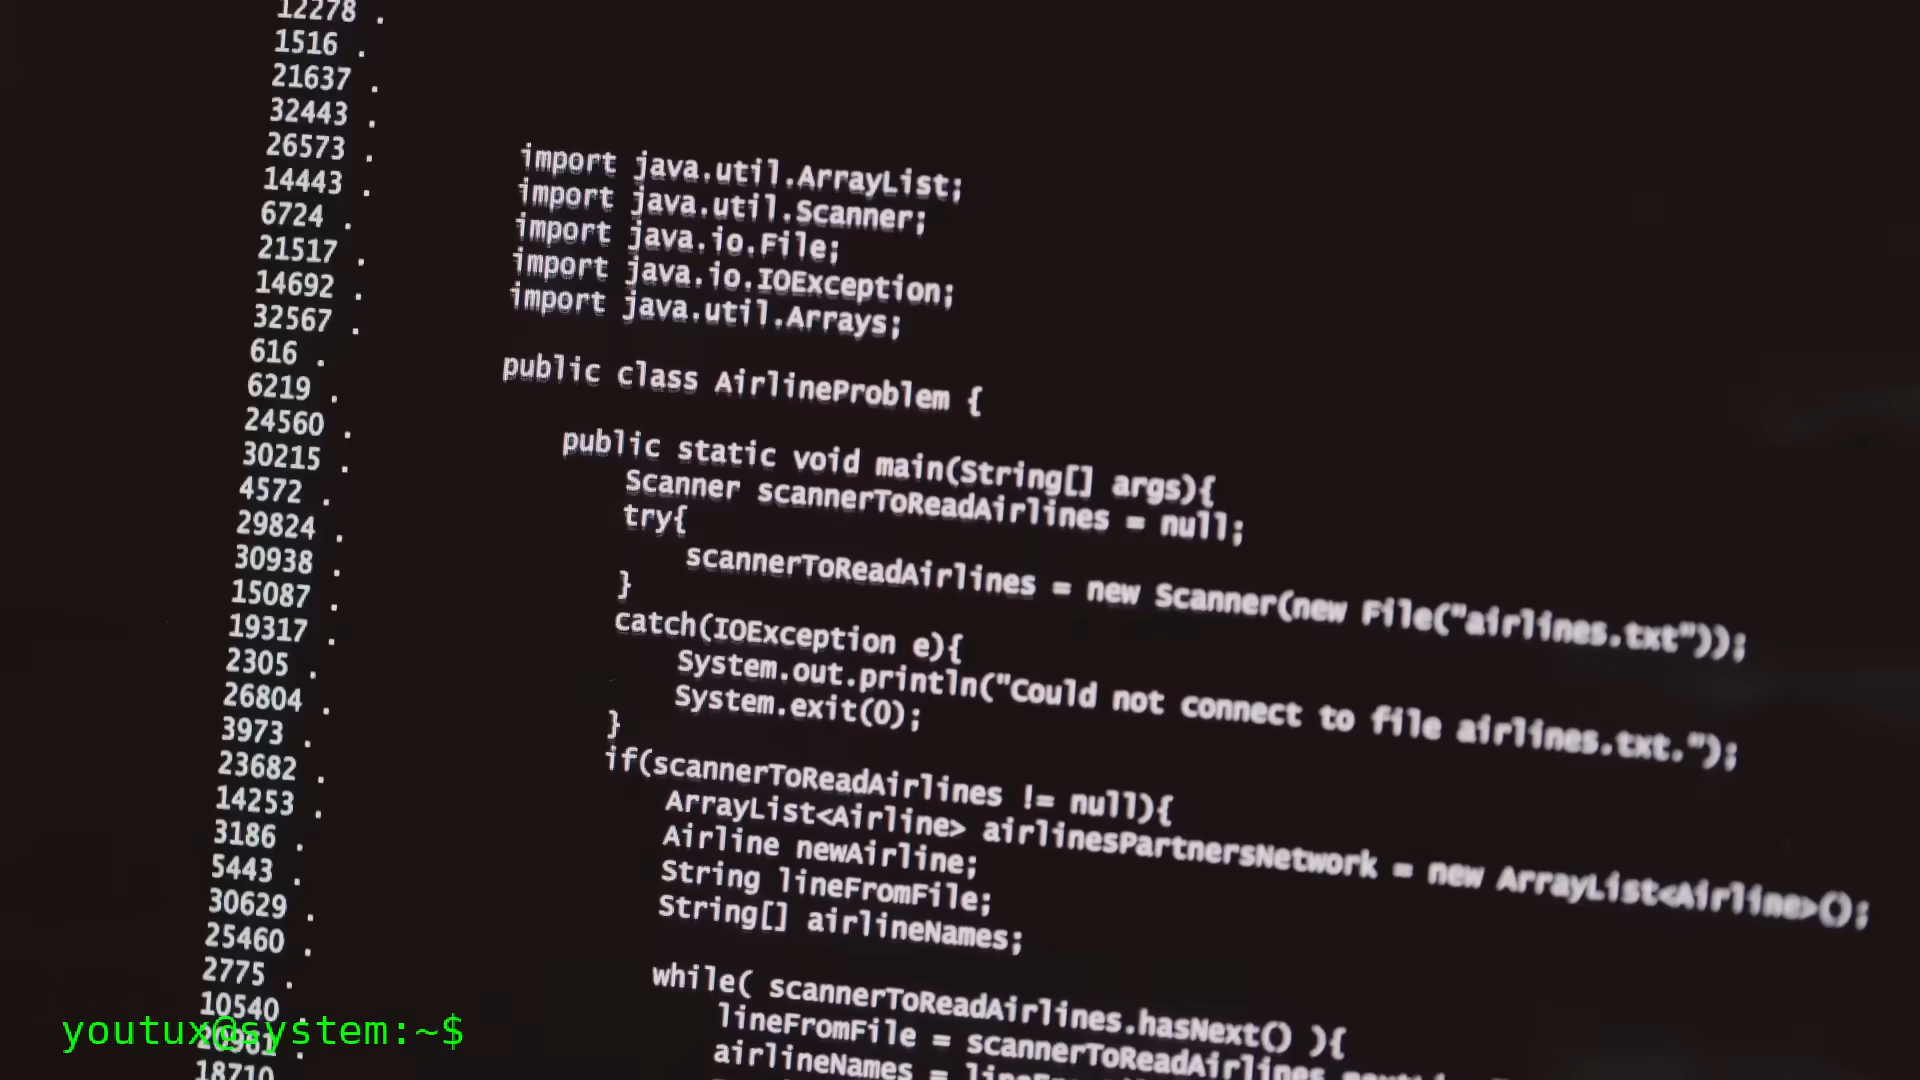 12278 .
1516 .
21637 .
32443 .
26573 .
14443 .
6724 .
21517 .
14692 .
32567 .
616 .
6219 .
24560 .
30215 .
4572 .
29824 .
30938 .
15087 .
19317 .
2305 .
26804 .
3973 .
23682 .
14253 .
3186 .
5443 .
30629 .
25460 .
2775 .
10540 .
20961 .
18710
import java.util.ArrayList;
import java.util.Scanner;
import java.io.File;
import java.io.IOException;
import java.util.Arrays;
public class AirlineProblem {
public static void main(String[] args){
Scanner scannerToReadAirlines = null;
try{
scannerToReadAirlines = new Scanner(new File("airlines.txt"));
}
catch(IOException e){
System.out.println("Could not connect to file airlines.txt.");
System.exit(0);
}
if(scannerToReadAirlines != null){
ArrayList<Airline> airlinesPartnersNetwork = new ArrayList<Airline>();
Airline newAirline;
String lineFromFile;
String[] airlineNames;
while( scannerToReadAirlines.hasNext() ){
lineFromFile = scannerToReadAirlines
airlineNames =
youtux@system:~$